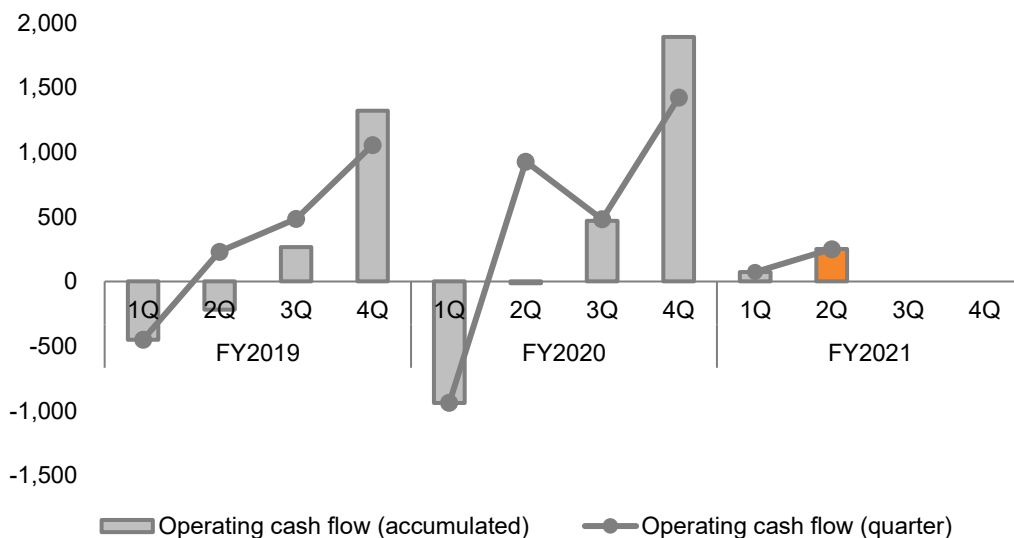 2,000
1,500
1,000
500
0
-500
-1,000
-1,500
1Q 2Q 3Q 4Q 1Q 2Q 3Q 4Q 1Q 2Q 3Q 4Q
FY2019 FY2020 FY2021
Operating cash flow (accumulated) Operating cash flow (quarter)